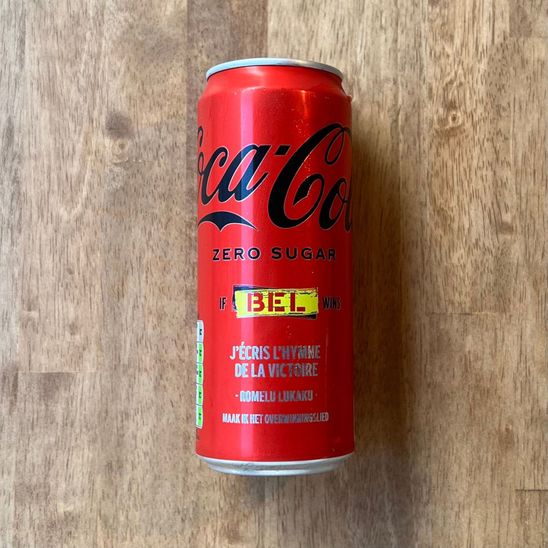 Coca-Cola
ZERO SUGAR
IF BEL WINS
J'ÉCRIS L'HYMNE
DE LA VICTOIRE
- ROMELU LUKAKU -
MAAK IK HET OVERWINNINGSLIED